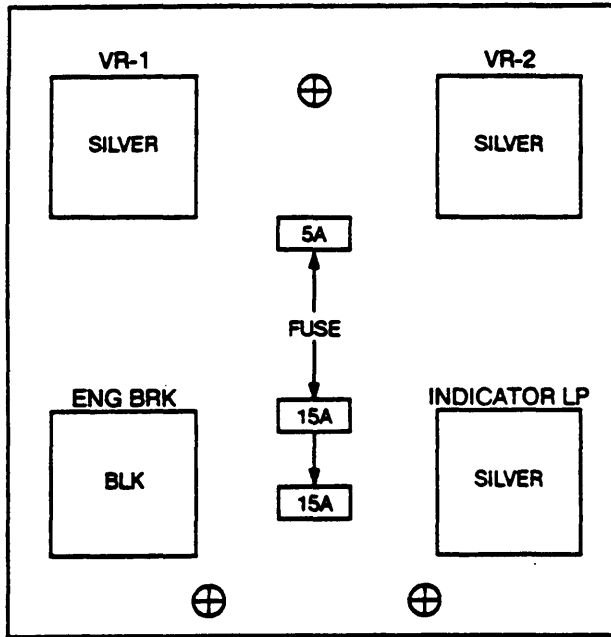 VR-1
VR-2
SILVER
SILVER
5A
FUSE
ENG BRK
INDICATOR LP
15A
BLK
SILVER
15A